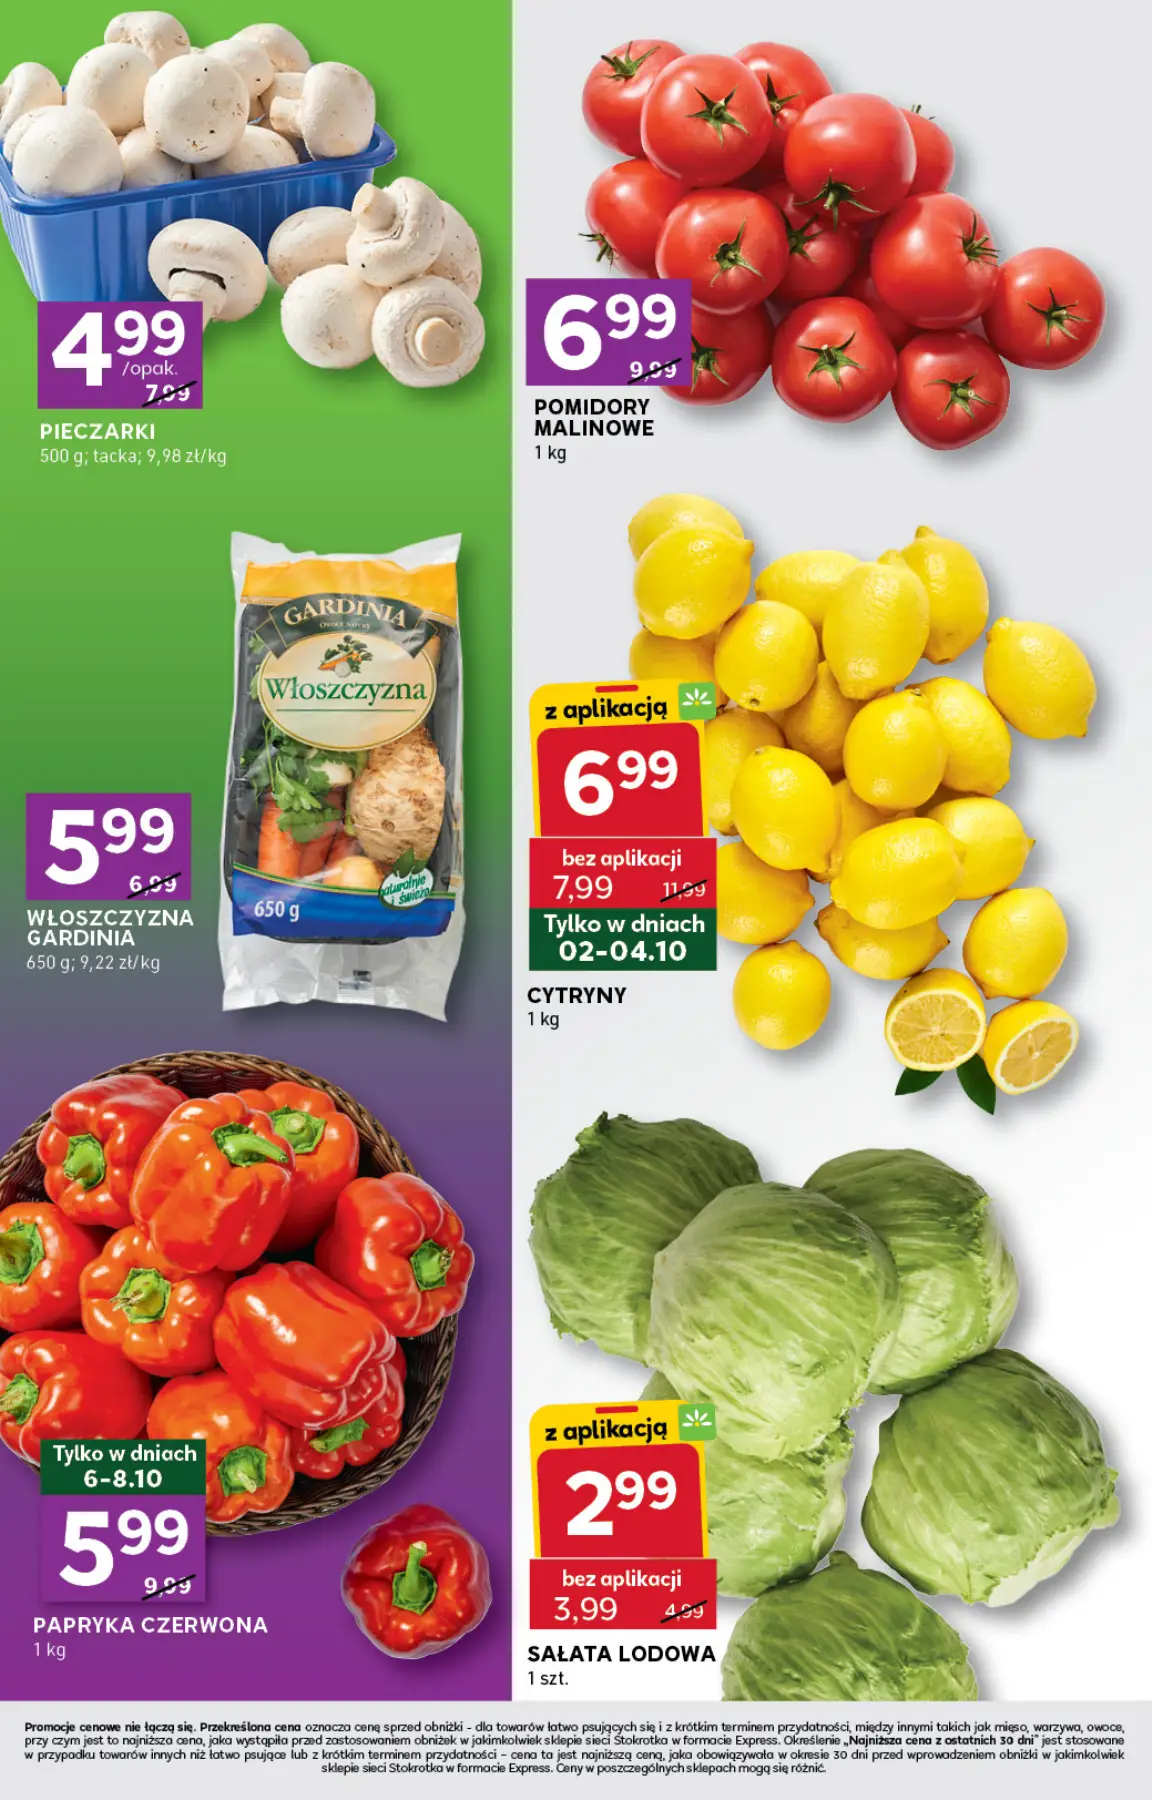 4 99
/opak.
7,99
PIECZARKI
500 g; tacka; 9,98 zł/kg
6 99
9,99
POMIDORY
MALINOWE
1 kg
GARDINIA
Włoszczyzna
naturalnie
i świeżo
650 g
5 99
6,99
WŁOSZCZYZNA
GARDINIA
650 g; 9,22 zł/kg
z aplikacją
6 99
bez aplikacji
7,99 11,99
Tylko w dniach
02-04.10
CYTRYNY
1 kg
Tylko w dniach
6-8.10
5 99
9,99
PAPRYKA CZERWONA
1 kg
z aplikacją
2 99
bez aplikacji
3,99 4,99
SAŁATA LODOWA
1 szt.
Promocje cenowe nie łączą się. Przekreślona cena oznacza cenę sprzed obniżki - dla towarów łatwo psujących się i z krótkim terminem przydatności, między innymi takich jak mięso, warzywa, owoce,
przy czym jest to najniższa cena, jaka wystąpiła przed zastosowaniem obniżek w jakimkolwiek sklepie sieci Stokrotka w formacie Express. Określenie „Najniższa cena z ostatnich 30 dni" jest stosowane
w przypadku towarów innych niż łatwo psujące lub z krótkim terminem przydatności – cena ta jest najniższą ceną, jaka obowiązywała w okresie 30 dni przed wprowadzeniem obniżki w jakimkolwiek
sklepie sieci Stokrotka w formacie Express. Ceny w poszczególnych sklepach mogą się różnić.